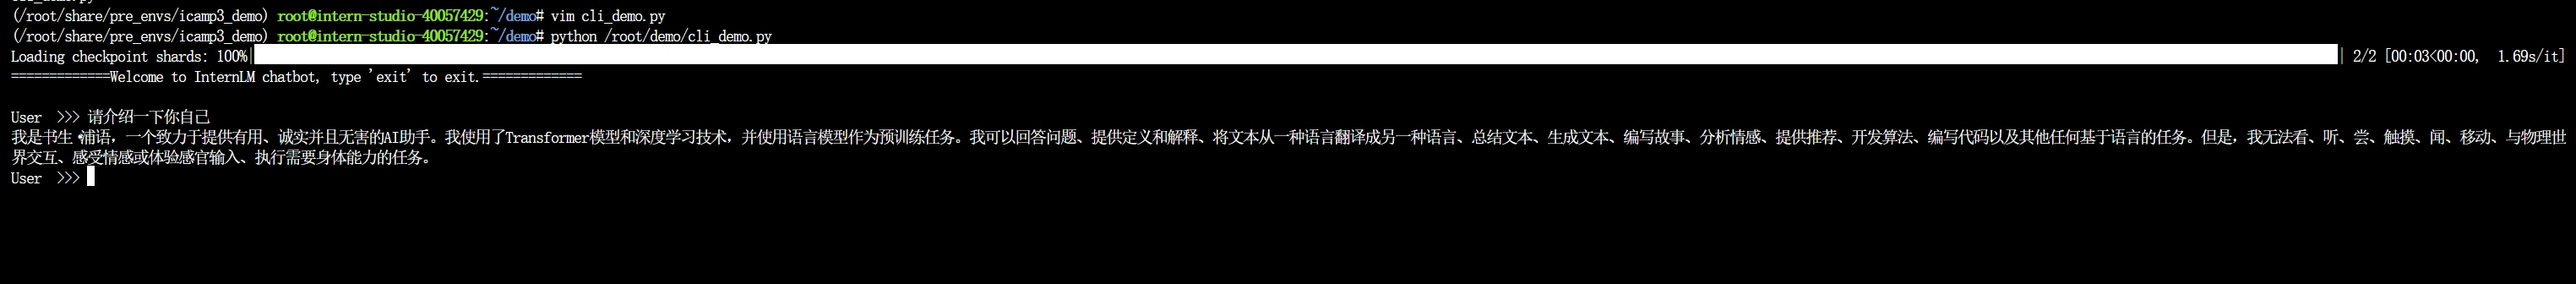 (/root/share/pre_envs/icamp3_demo) root@intern-studio-40057429:~/demo# vim cli_demo.py
(/root/share/pre_envs/icamp3_demo) root@intern-studio-40057429:~/demo# python /root/demo/cli_demo.py
Loading checkpoint shards: 100%| | 2/2 [00:03<00:00, 1.69s/it]
=============Welcome to InternLM chatbot, type 'exit' to exit.=============
User >>> 请介绍一下你自己
我是书生·浦语，一个致力于提供有用、诚实并且无害的AI助手。我使用了Transformer模型和深度学习技术，并使用语言模型作为预训练任务。我可以回答问题、提供定义和解释、将文本从一种语言翻译成另一种语言、总结文本、生成文本、编写故事、分析情感、提供推荐、开发算法、编写代码以及其他任何基于语言的任务。但是，我无法看、听、尝、触摸、闻、移动、与物理世
界交互、感受情感或体验感官输入、执行需要身体能力的任务。
User >>>